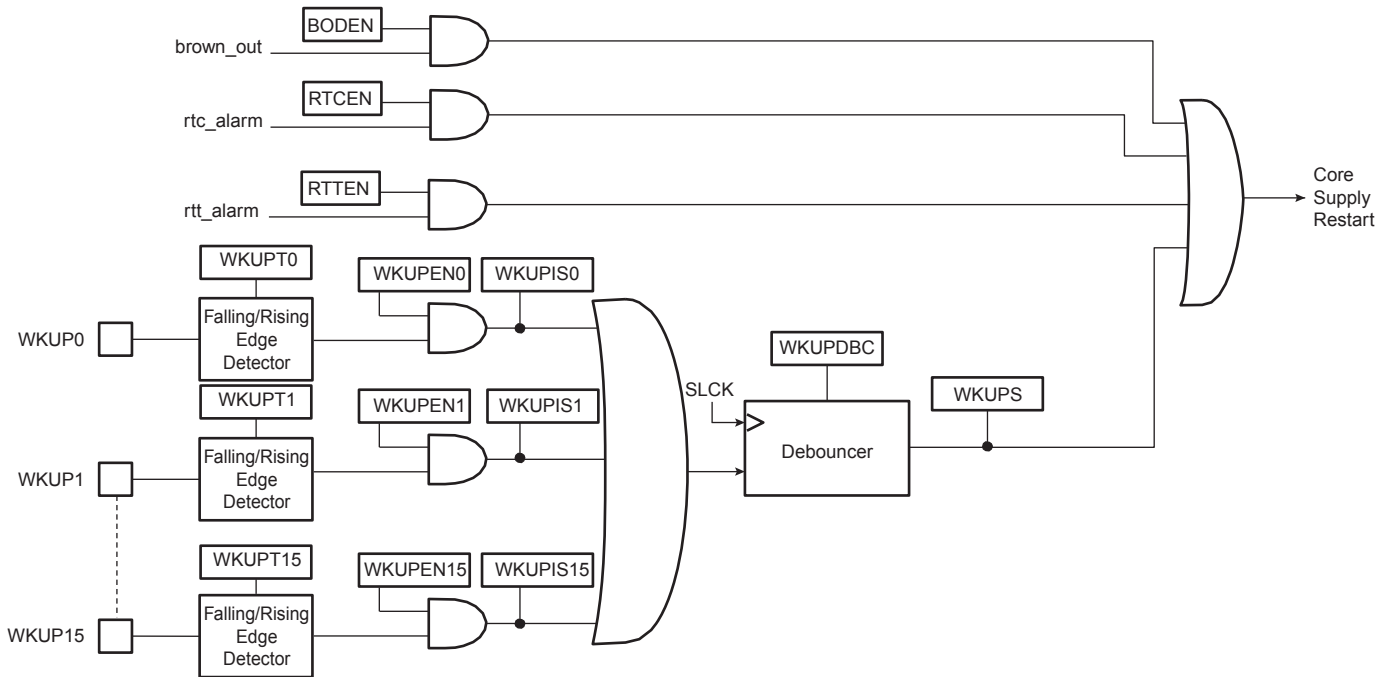 BODEN
brown_out
RTCEN
rtc_alarm
RTTEN
rtt_alarm
Core
Supply
Restart
WKUPT0
WKUPEN0
WKUPIS0
WKUP0
Falling/Rising
Edge
Detector
WKUPT1
WKUPEN1
WKUPIS1
WKUP1
Falling/Rising
Edge
Detector
WKUPDBC
SLCK
Debouncer
WKUPS
WKUPT15
WKUPEN15
WKUPIS15
WKUP15
Falling/Rising
Edge
Detector